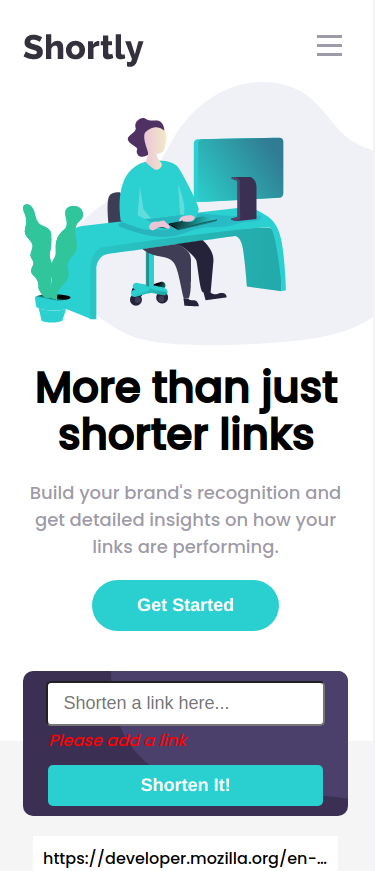 Shortly
More than just
shorter links
Build your brand's recognition and
get detailed insights on how your
links are performing.
Get Started
Shorten a link here...
Please add a link
Shorten It!
https://developer.mozilla.org/en-...